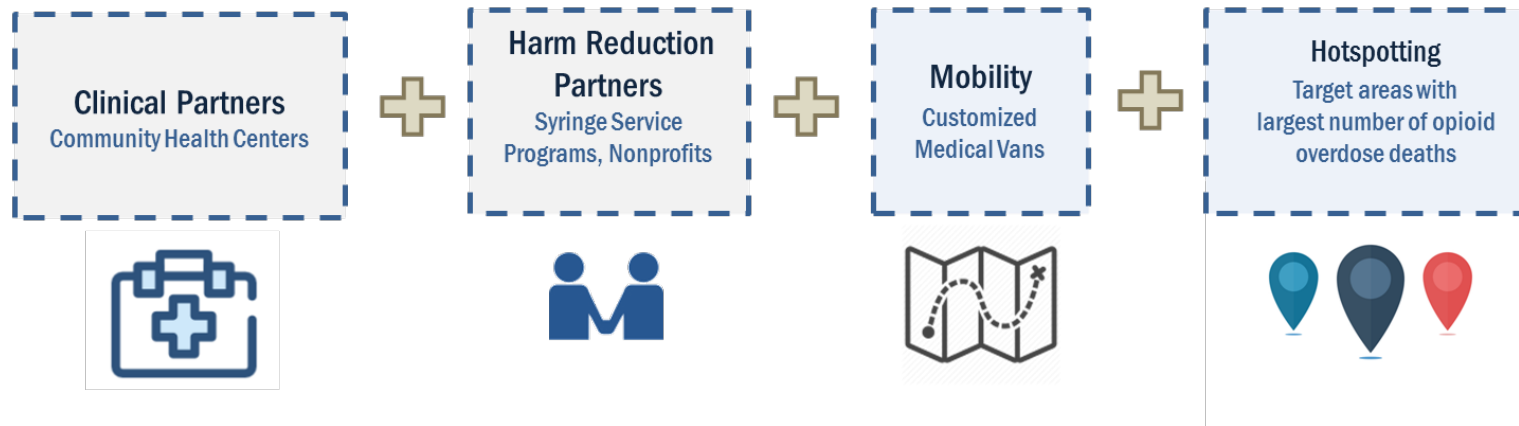 Clinical Partners
Community Health Centers
Harm Reduction
Partners
Syringe Service
Programs, Nonprofits
Mobility
Customized
Medical Vans
Hotspotting
Target areas with
largest number of opioid
overdose deaths